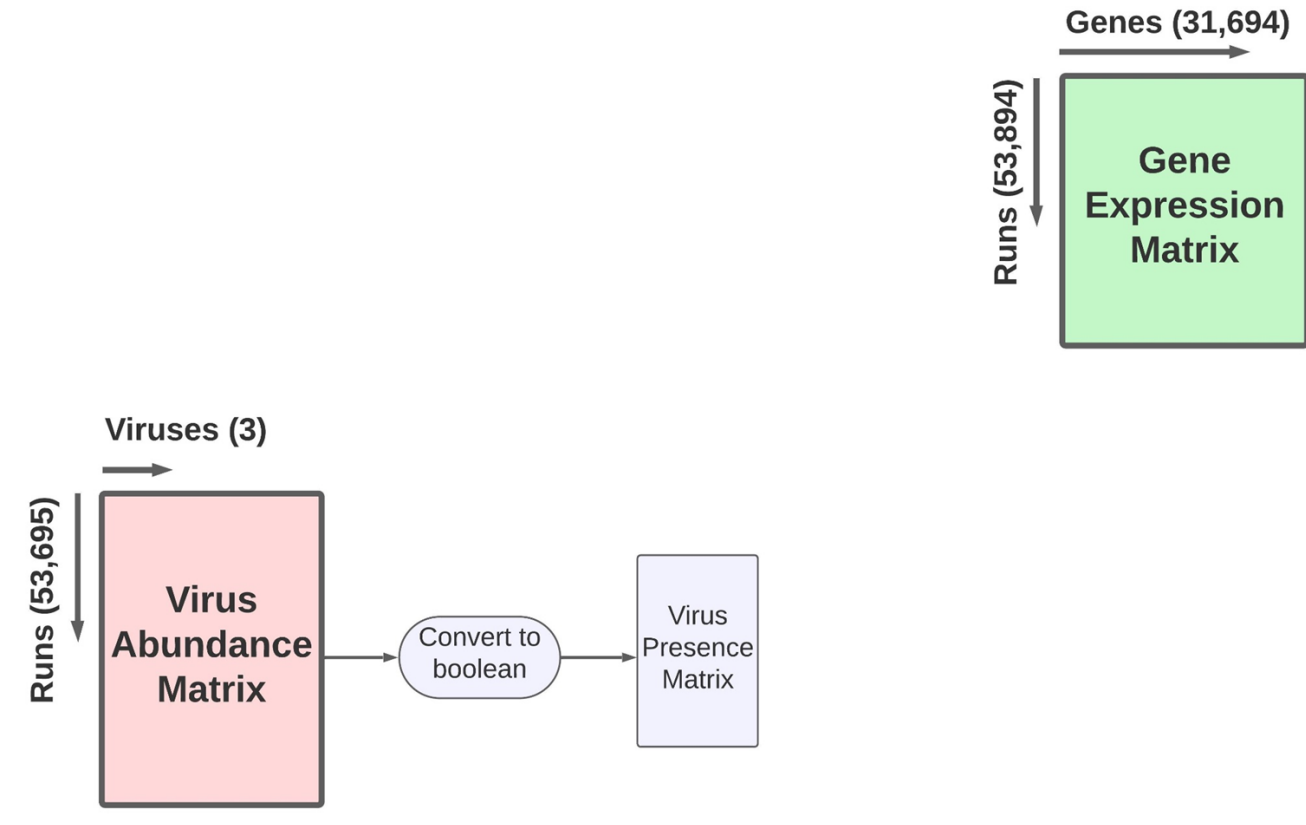 Genes (31,694)
Runs (53,894)
Gene
Expression
Matrix
Viruses (3)
Runs (53,695)
Virus
Abundance
Matrix
Convert to
boolean
Virus
Presence
Matrix